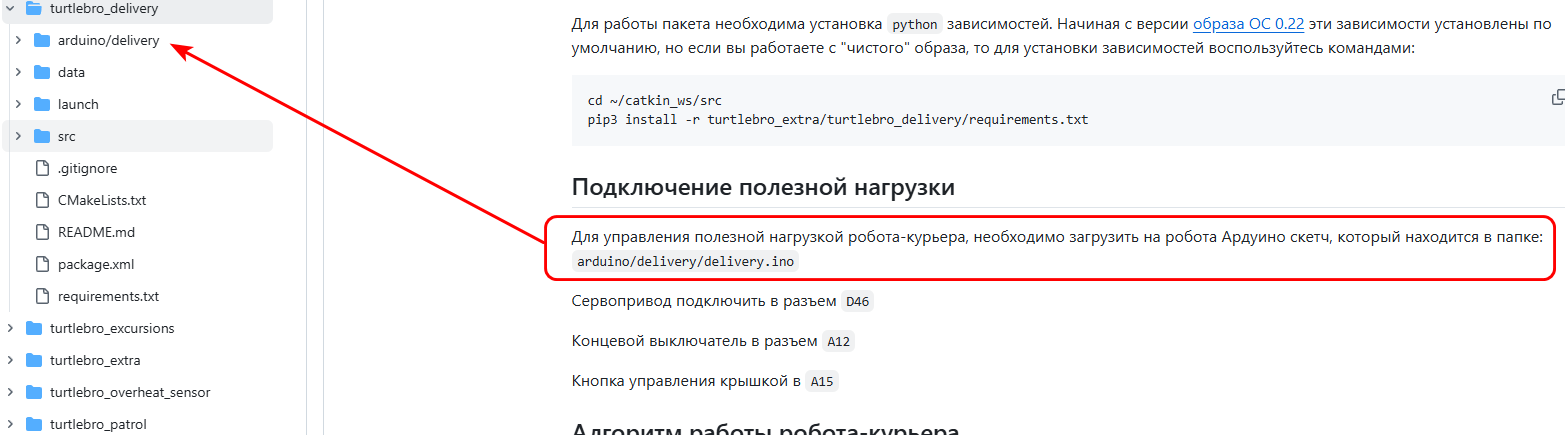 turtlebro_delivery
arduino/delivery
data
launch
src
.gitignore
CMakeLists.txt
README.md
package.xml
requirements.txt
turtlebro_excursions
turtlebro_extra
turtlebro_overheat_sensor
turtlebro_patrol
Для работы пакета необходима установка python зависимостей. Начиная с версии образа ОС 0.22 эти зависимости установлены по
умолчанию, но если вы работаете с "чистого" образа, то для установки зависимостей воспользуйтесь командами:
cd ~/catkin_ws/src
pip3 install -r turtlebro_extra/turtlebro_delivery/requirements.txt
Подключение полезной нагрузки
Для управления полезной нагрузкой робота-курьера, необходимо загрузить на робота Ардуино скетч, который находится в папке:
arduino/delivery/delivery.ino
Сервопривод подключить в разъем D46
Концевой выключатель в разъем A12
Кнопка управления крышкой в A15
Алгоритм работы робота-курьера